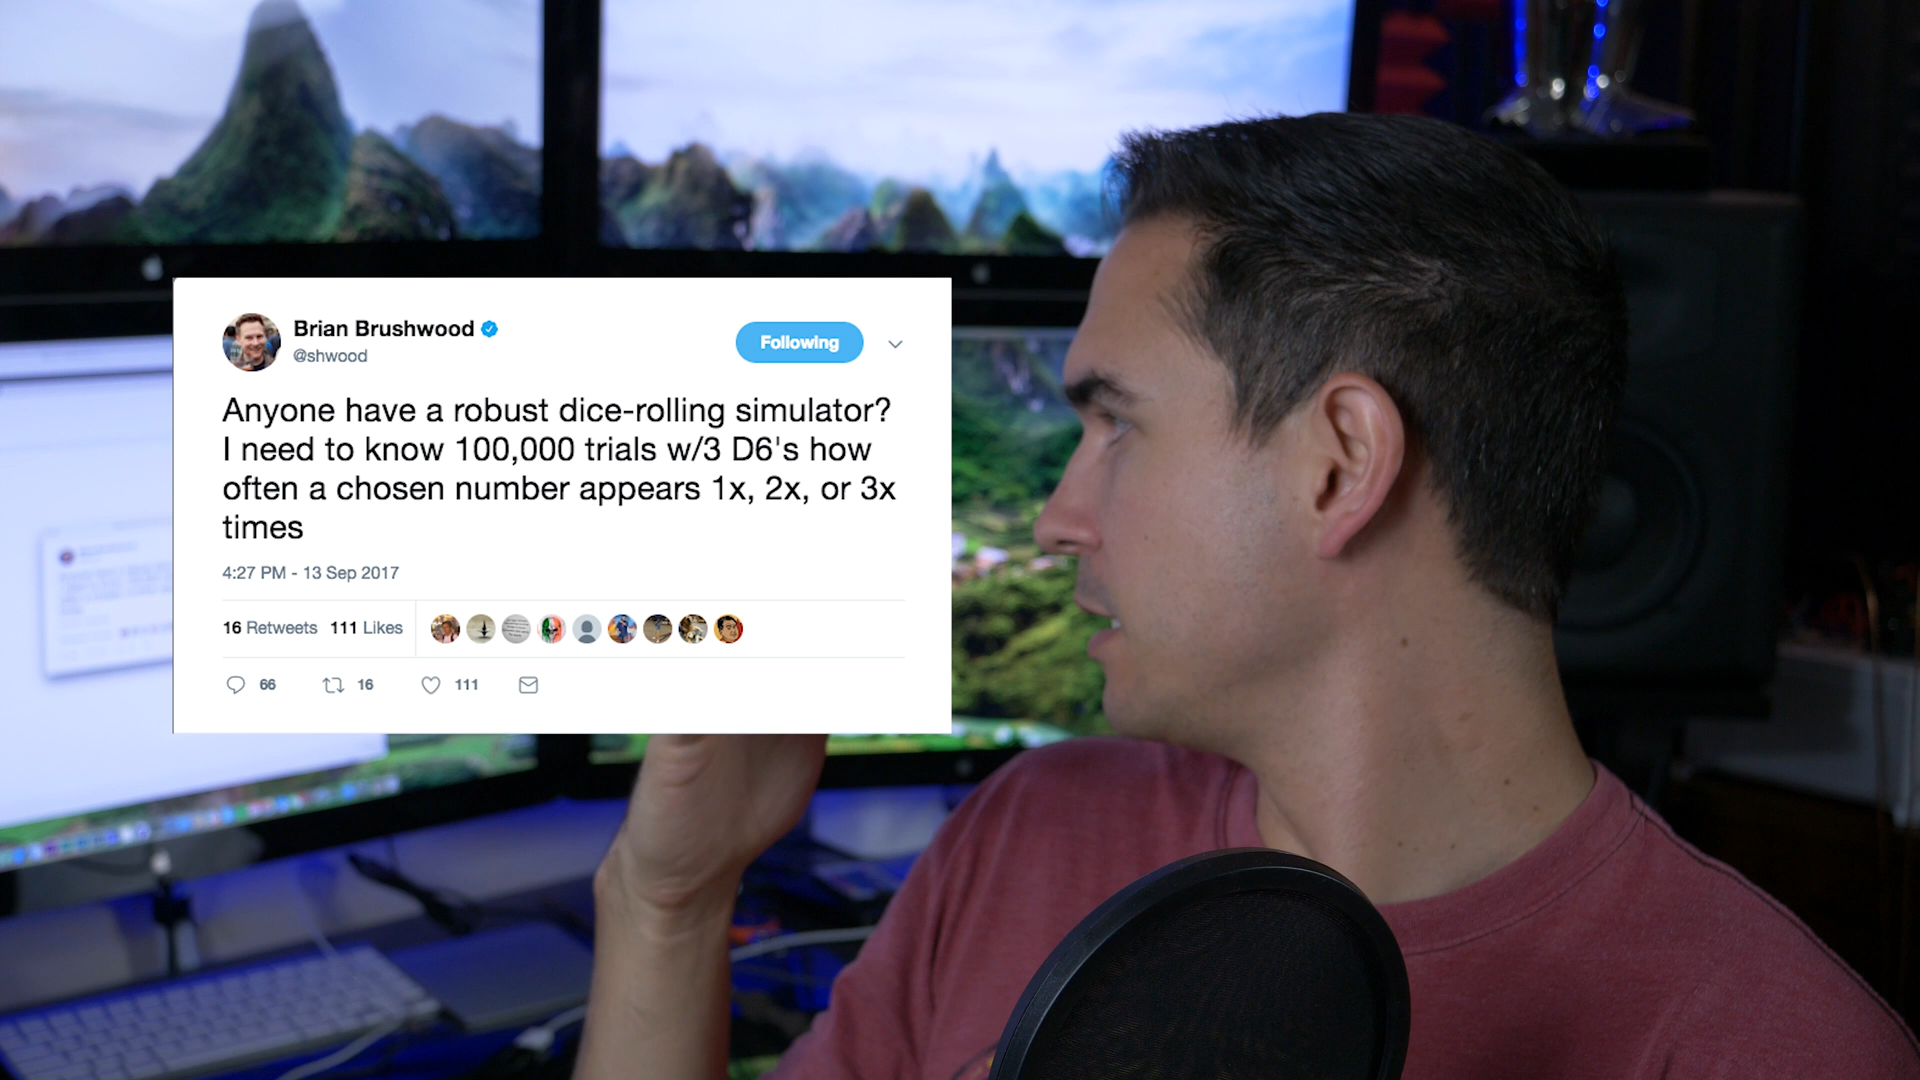 Brian Brushwood
@shwood
Following
Anyone have a robust dice-rolling simulator?
I need to know 100,000 trials w/3 D6's how
often a chosen number appears 1x, 2x, or 3x
times
4:27 PM - 13 Sep 2017
16 Retweets 111 Likes
66 16 111